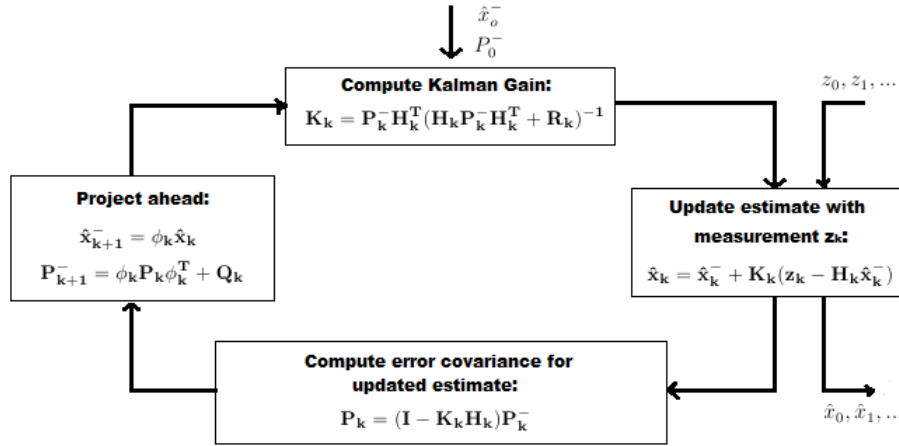 x̂ₒ⁻
P₀⁻
Compute Kalman Gain:
Kₖ = Pₖ⁻Hₖᵀ(HₖPₖ⁻Hₖᵀ + Rₖ)⁻¹
z₀, z₁, ...
Update estimate with
measurement zₖ:
x̂ₖ = x̂ₖ⁻ + Kₖ(zₖ − Hₖx̂ₖ⁻)
x̂₀, x̂₁, ...
Compute error covariance for
updated estimate:
Pₖ = (I − KₖHₖ)Pₖ⁻
Project ahead:
x̂ₖ₊₁⁻ = ϕₖx̂ₖ
Pₖ₊₁⁻ = ϕₖPₖϕₖᵀ + Qₖ